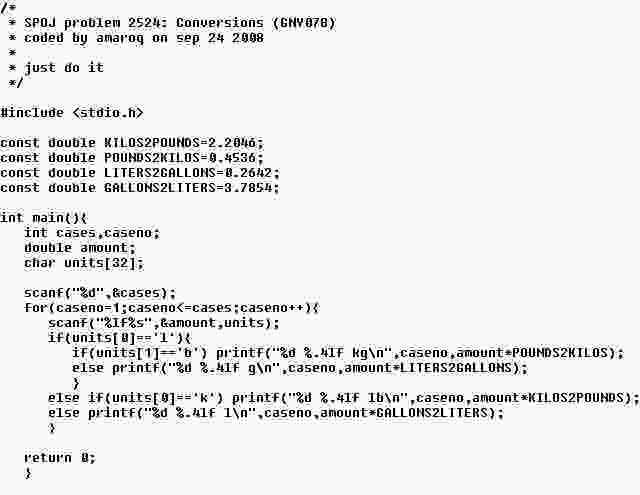 /*
 * SPOJ problem 2524: Conversions (GNY07B)
 * coded by amaroq on sep 24 2008
 *
 * just do it
 */
#include <stdio.h>
const double KILOS2POUNDS=2.2046;
const double POUNDS2KILOS=0.4536;
const double LITERS2GALLONS=0.2642;
const double GALLONS2LITERS=3.7854;
int main(){
   int cases,caseno;
   double amount;
   char units[32];
   scanf("%d",&cases);
   for(caseno=1;caseno<=cases;caseno++){
      scanf("%lf%s",&amount,units);
      if(units[0]=='l'){
         if(units[1]=='b') printf("%d %.4lf kg\n",caseno,amount*POUNDS2KILOS);
         else printf("%d %.4lf g\n",caseno,amount*LITERS2GALLONS);
         }
      else if(units[0]=='k') printf("%d %.4lf lb\n",caseno,amount*KILOS2POUNDS);
      else printf("%d %.4lf l\n",caseno,amount*GALLONS2LITERS);
      }
   return 0;
   }